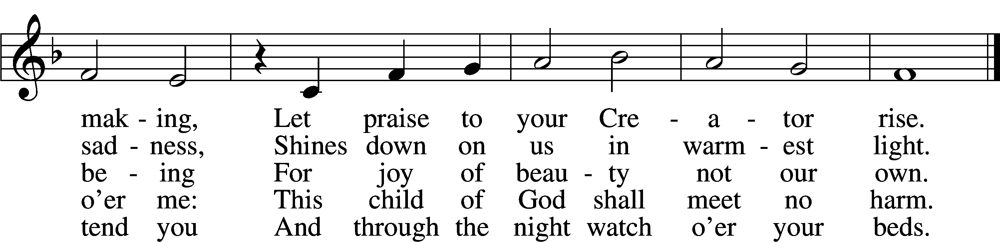 mak - ing, Let praise to your Cre - a - tor rise.
sad - ness, Shines down on us in warm - est light.
be - ing For joy of beau - ty not our own.
o’er me: This child of God shall meet no harm.
tend you And through the night watch o’er your beds.